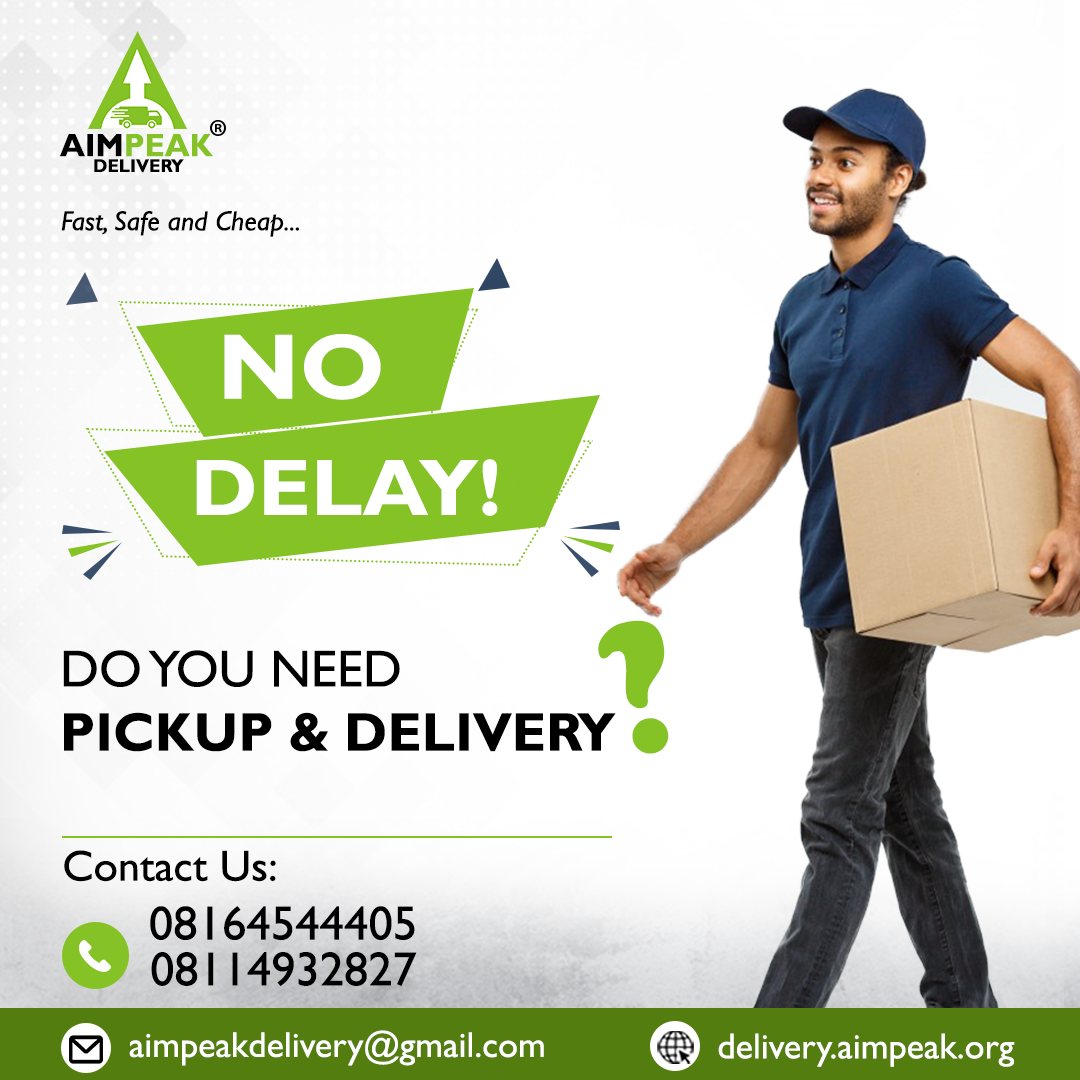 AIMPEAK®
DELIVERY
Fast, Safe and Cheap...
NO
DELAY!
DO YOU NEED
PICKUP & DELIVERY?
Contact Us:
08164544405
08114932827
aimpeakdelivery@gmail.com
delivery.aimpeak.org